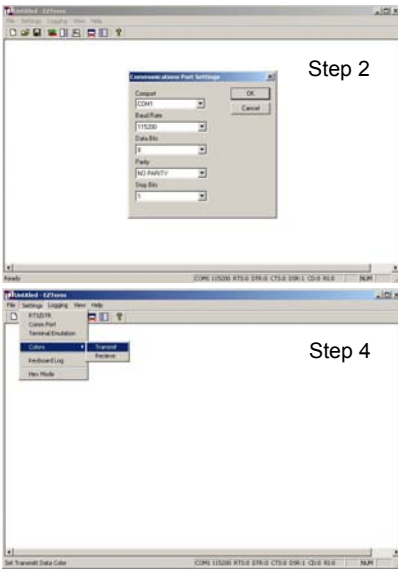 Untitled - EZTerm
File Settings Logging View Help
Step 2
Communications Port Settings
Comport
COM1
OK
Cancel
Baud Rate
115200
Data Bits
8
Parity
NO PARITY
Stop Bits
1
Ready
COM1 115200 RTS:0 DTR:0 CTS:0 DSR:1 CD:0 RI:0
NUM
Untitled - EZTerm
File Settings Logging View Help
RTS/DTR
Comm Port
Terminal Emulation
Colors
Transmit
Receive
Keyboard Log
Hex Mode
Step 4
Set Transmitt Data Color
COM1 115200 RTS:0 DTR:0 CTS:0 DSR:1 CD:0 RI:0
NUM